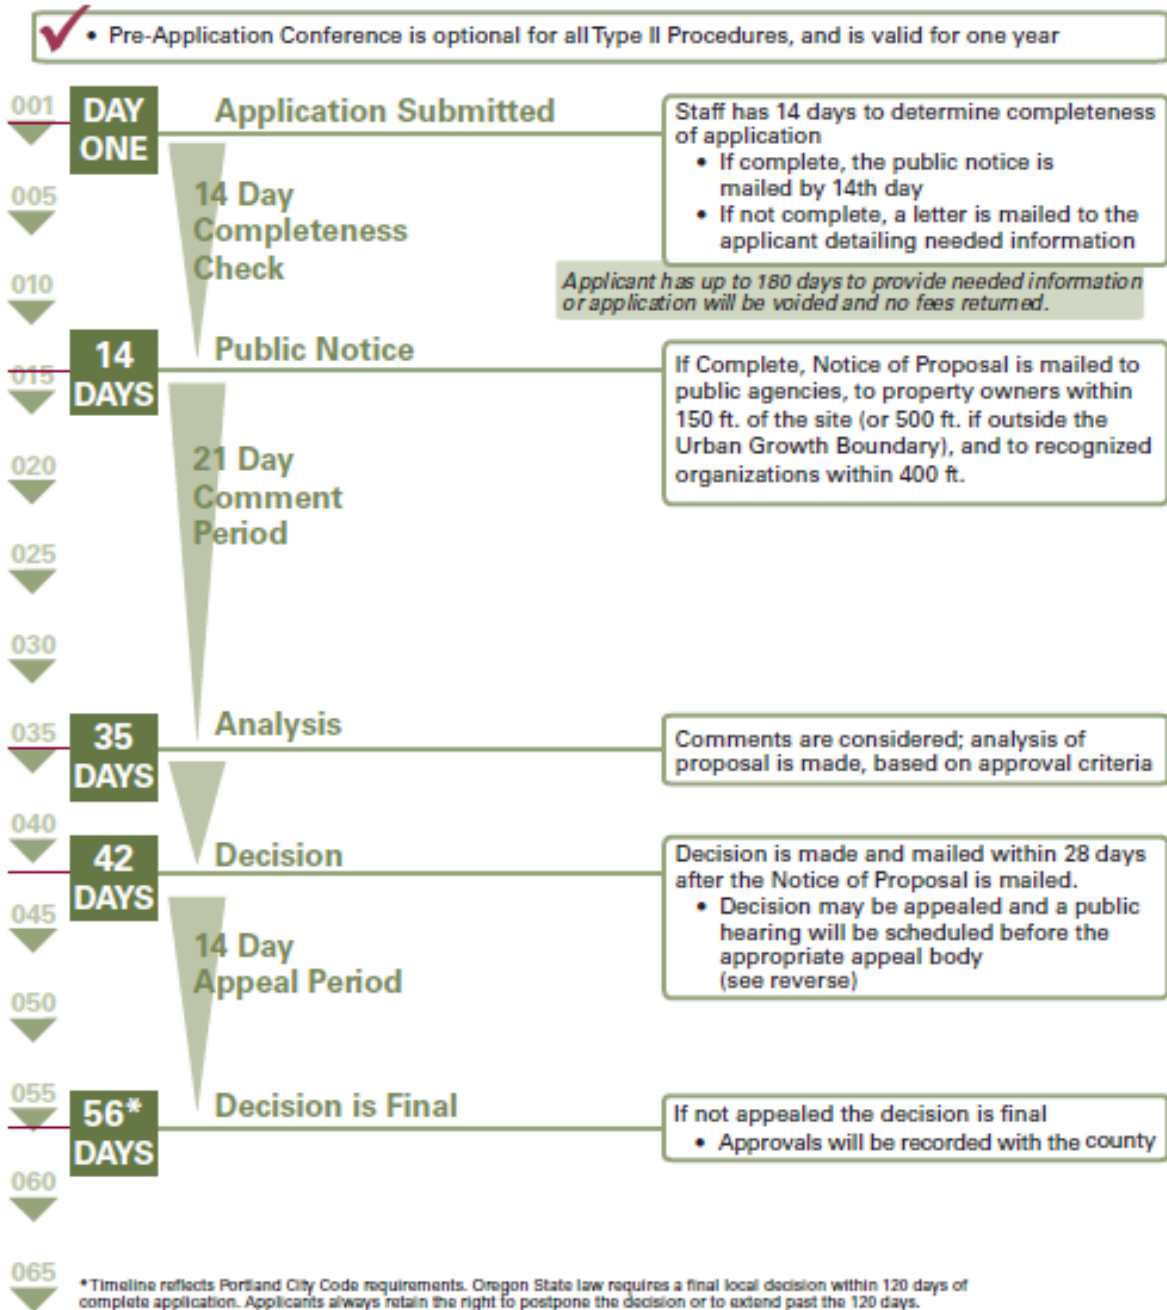 • Pre-Application Conference is optional for all Type II Procedures, and is valid for one year
001
DAY
ONE
Application Submitted
Staff has 14 days to determine completeness
of application
• If complete, the public notice is
mailed by 14th day
• If not complete, a letter is mailed to the
applicant detailing needed information
005
14 Day
Completeness
Check
010
Applicant has up to 180 days to provide needed information
or application will be voided and no fees returned.
14
DAYS
015
Public Notice
If Complete, Notice of Proposal is mailed to
public agencies, to property owners within
150 ft. of the site (or 500 ft. if outside the
Urban Growth Boundary), and to recognized
organizations within 400 ft.
020
21 Day
Comment
Period
025
030
035
35
DAYS
Analysis
Comments are considered; analysis of
proposal is made, based on approval criteria
040
42
DAYS
Decision
Decision is made and mailed within 28 days
after the Notice of Proposal is mailed.
• Decision may be appealed and a public
hearing will be scheduled before the
appropriate appeal body
(see reverse)
045
14 Day
Appeal Period
050
055
56*
DAYS
Decision is Final
If not appealed the decision is final
• Approvals will be recorded with the county
060
065
*Timeline reflects Portland City Code requirements. Oregon State law requires a final local decision within 120 days of
complete application. Applicants always retain the right to postpone the decision or to extend past the 120 days.